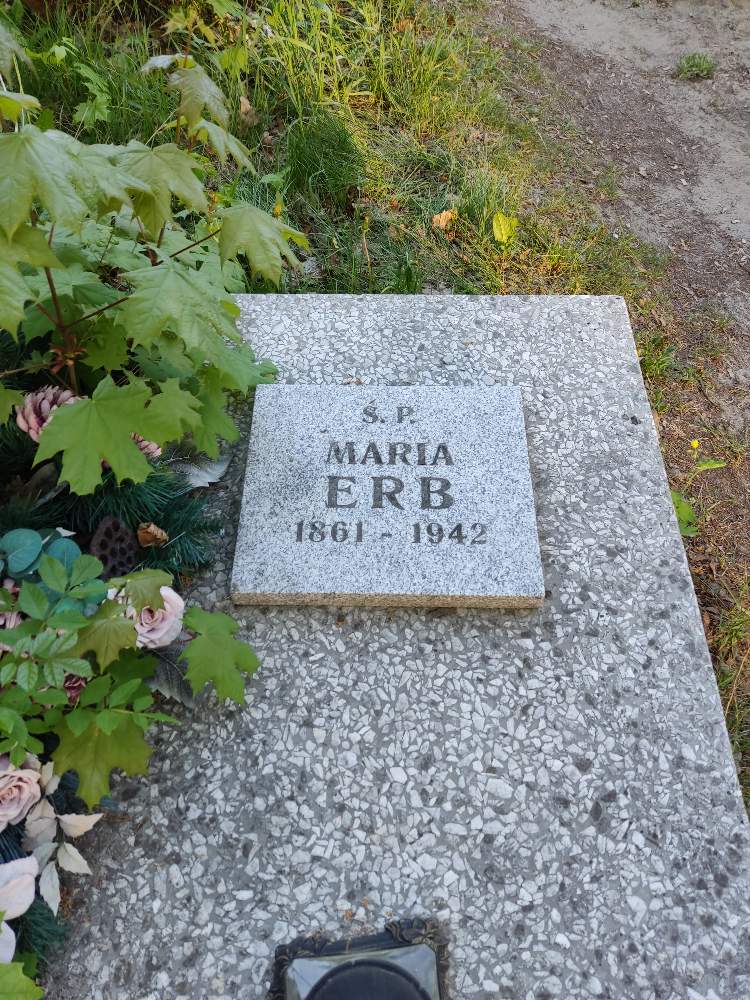 Ś. P.
MARIA
ERB
1861 - 1942